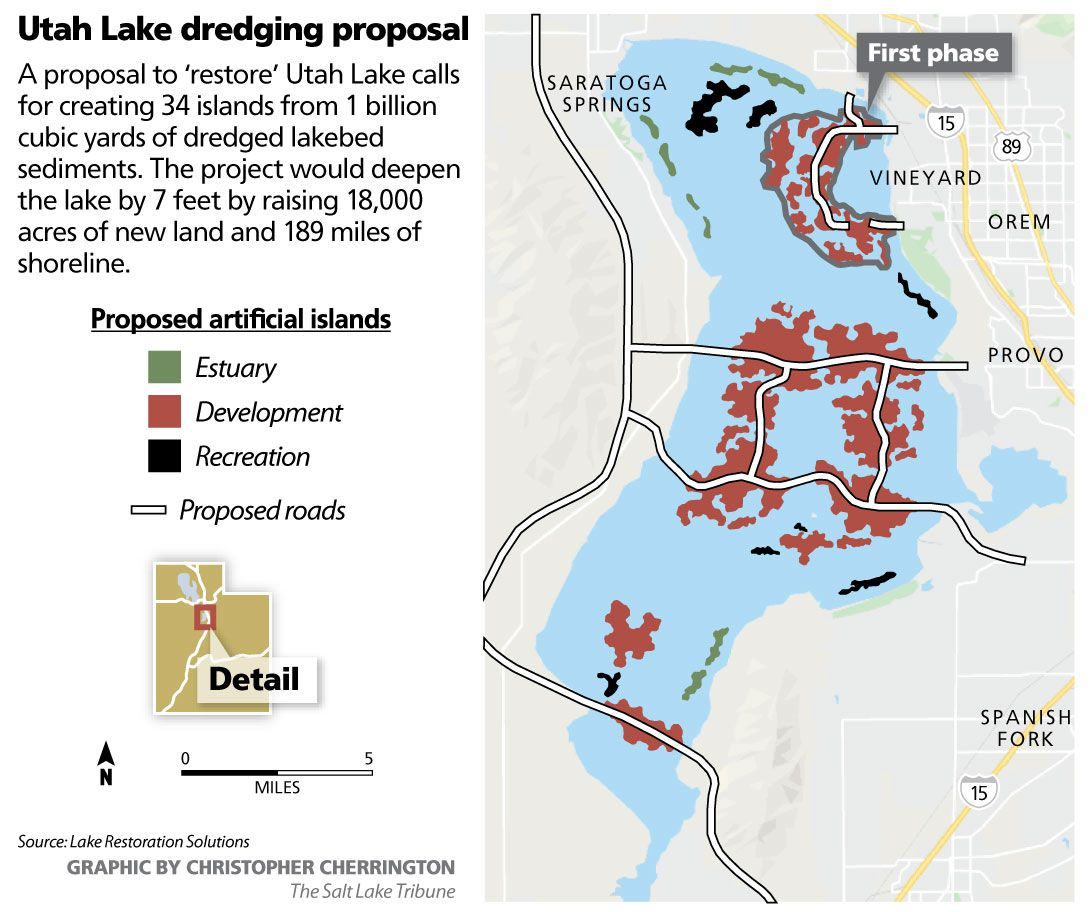 Utah Lake dredging proposal
A proposal to ‘restore’ Utah Lake calls
for creating 34 islands from 1 billion
cubic yards of dredged lakebed
sediments. The project would deepen
the lake by 7 feet by raising 18,000
acres of new land and 189 miles of
shoreline.
Proposed artificial islands
Estuary
Development
Recreation
Proposed roads
Detail
N
0 5
MILES
Source: Lake Restoration Solutions
GRAPHIC BY CHRISTOPHER CHERRINGTON
The Salt Lake Tribune
First phase
SARATOGA
SPRINGS
15
89
VINEYARD
OREM
PROVO
SPANISH
FORK
15